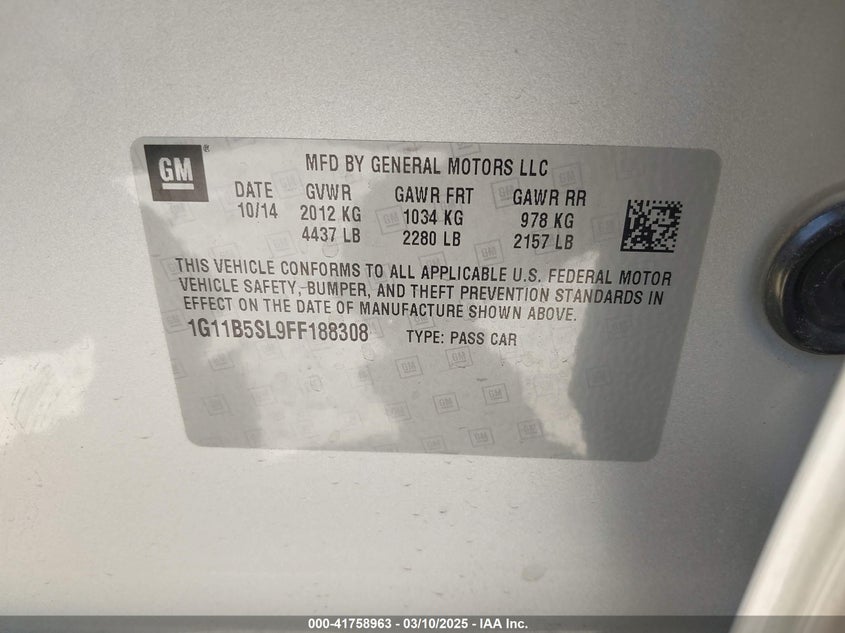 GM
MFD BY GENERAL MOTORS LLC
DATE GVWR GAWR FRT GAWR RR
10/14 2012 KG 1034 KG 978 KG
4437 LB 2280 LB 2157 LB
THIS VEHICLE CONFORMS TO ALL APPLICABLE U.S. FEDERAL MOTOR
VEHICLE SAFETY, BUMPER, AND THEFT PREVENTION STANDARDS IN
EFFECT ON THE DATE OF MANUFACTURE SHOWN ABOVE.
1G11B5SL9FF188308 TYPE: PASS CAR
000-41758963 — 03/10/2025 — IAA Inc.